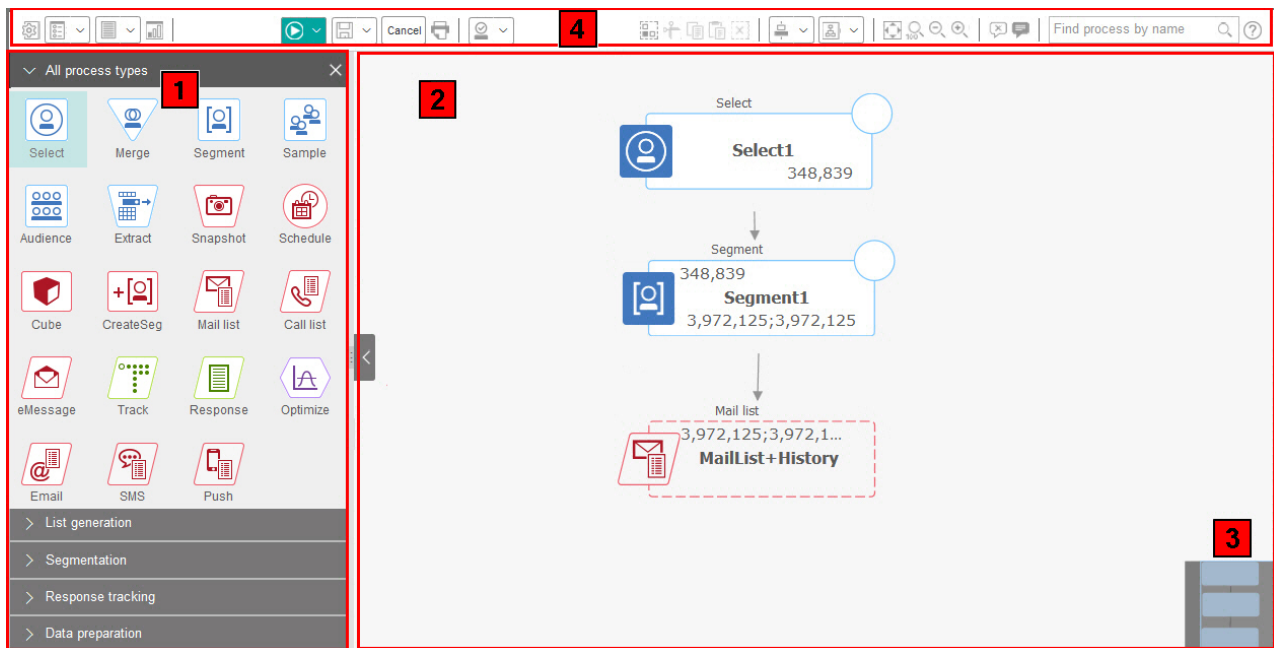 Cancel
4
100%
Find process by name
All process types
1
Select
Merge
Segment
Sample
Audience
Extract
Snapshot
Schedule
Cube
CreateSeg
Mail list
Call list
eMessage
Track
Response
Optimize
Email
SMS
Push
List generation
Segmentation
Response tracking
Data preparation
2
Select
Select1
348,839
Segment
348,839
Segment1
3,972,125;3,972,125
Mail list
3,972,125;3,972,1...
MailList+History
3